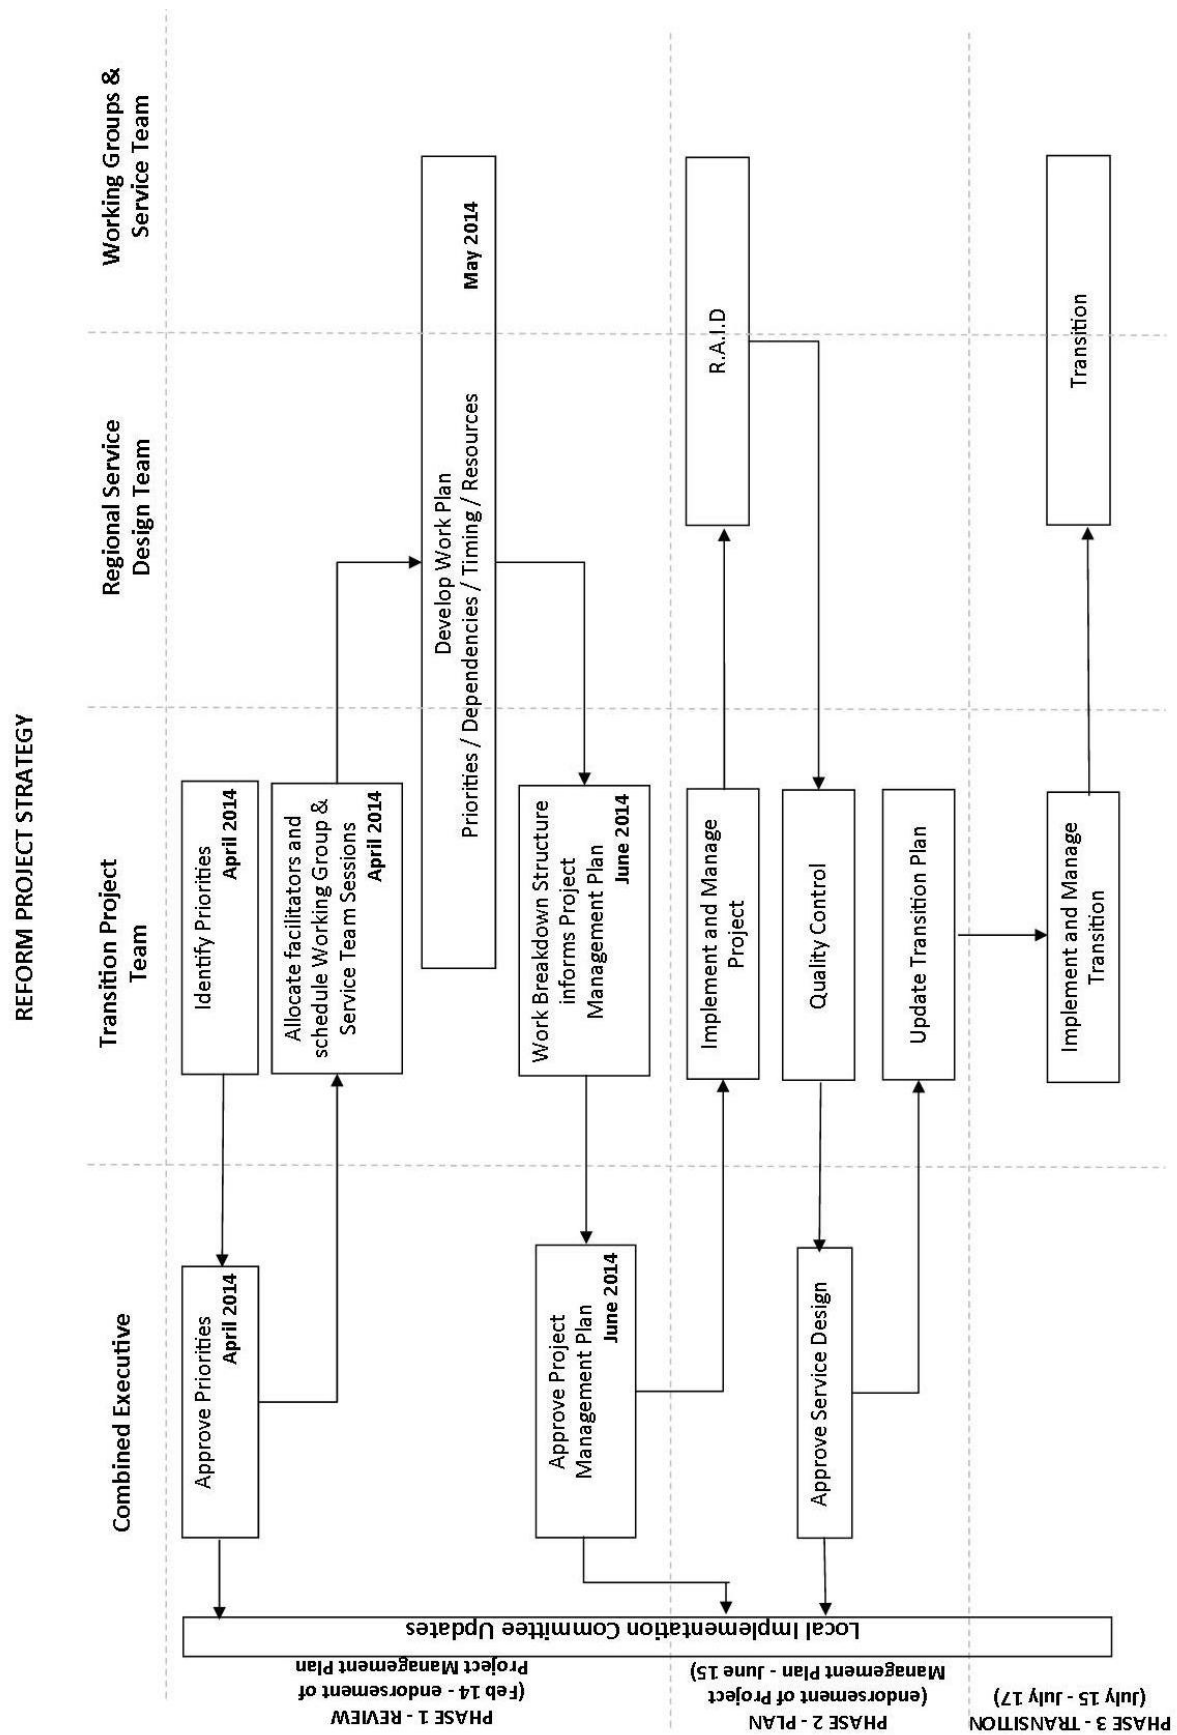 REFORM PROJECT STRATEGY
Combined Executive
Transition Project
Team
Regional Service
Design Team
Working Groups &
Service Team
PHASE 1 - REVIEW
(Feb 14 - endorsement of
Project Management Plan
Local Implementation Committee Updates
Approve Priorities
April 2014
Identify Priorities
April 2014
Allocate facilitators and
schedule Working Group &
Service Team Sessions
April 2014
Develop Work Plan
Priorities / Dependencies / Timing / Resources
May 2014
Work Breakdown Structure
informs Project
Management Plan
June 2014
Approve Project
Management Plan
June 2014
PHASE 2 - PLAN
(endorsement of Project
Management Plan - June 15)
Implement and Manage
Project
R.A.I.D
Quality Control
Approve Service Design
Update Transition Plan
PHASE 3 - TRANSITION
(July 15 - July 17)
Implement and Manage
Transition
Transition